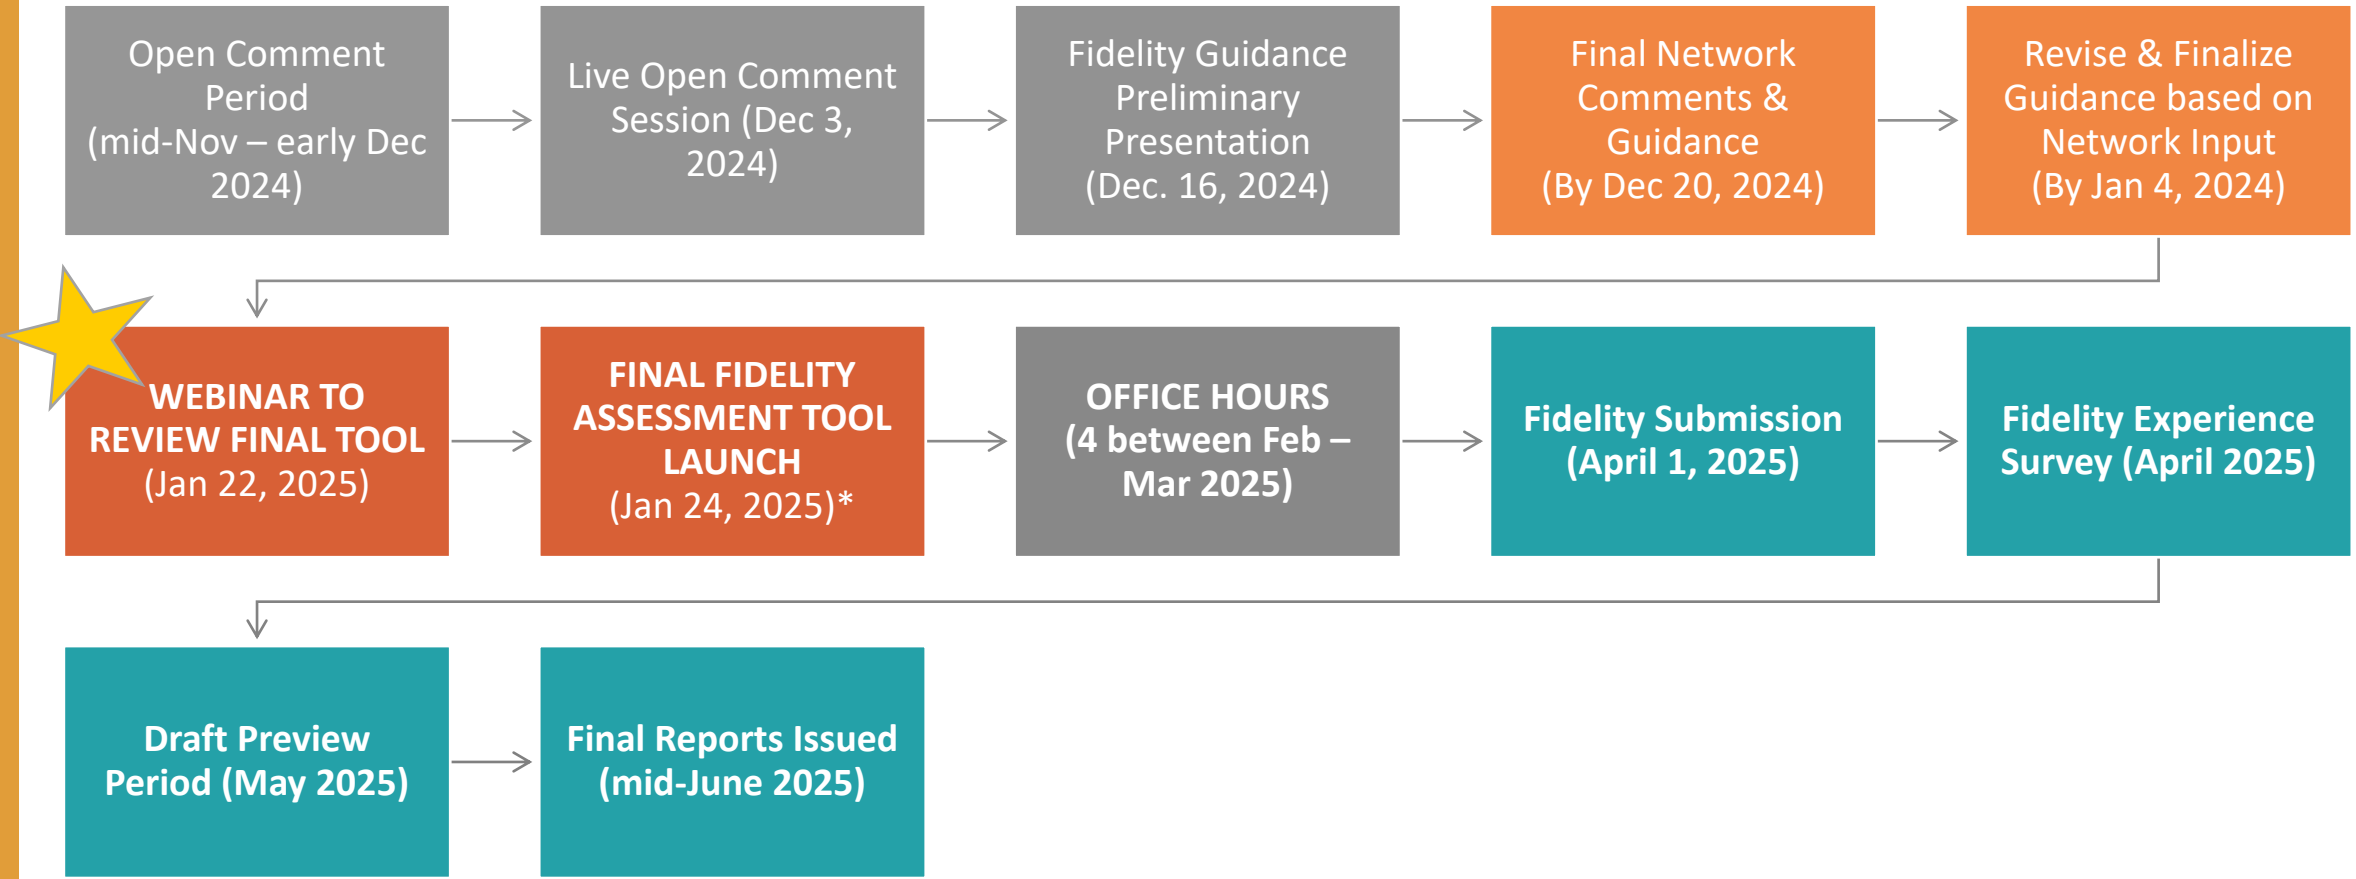 Open Comment
Period
(mid-Nov – early Dec
2024)
Live Open Comment
Session (Dec 3,
2024)
Fidelity Guidance
Preliminary
Presentation
(Dec. 16, 2024)
Final Network
Comments &
Guidance
(By Dec 20, 2024)
Revise & Finalize
Guidance based on
Network Input
(By Jan 4, 2024)
WEBINAR TO
REVIEW FINAL TOOL
(Jan 22, 2025)
FINAL FIDELITY
ASSESSMENT TOOL
LAUNCH
(Jan 24, 2025)*
OFFICE HOURS
(4 between Feb –
Mar 2025)
Fidelity Submission
(April 1, 2025)
Fidelity Experience
Survey (April 2025)
Draft Preview
Period (May 2025)
Final Reports Issued
(mid-June 2025)